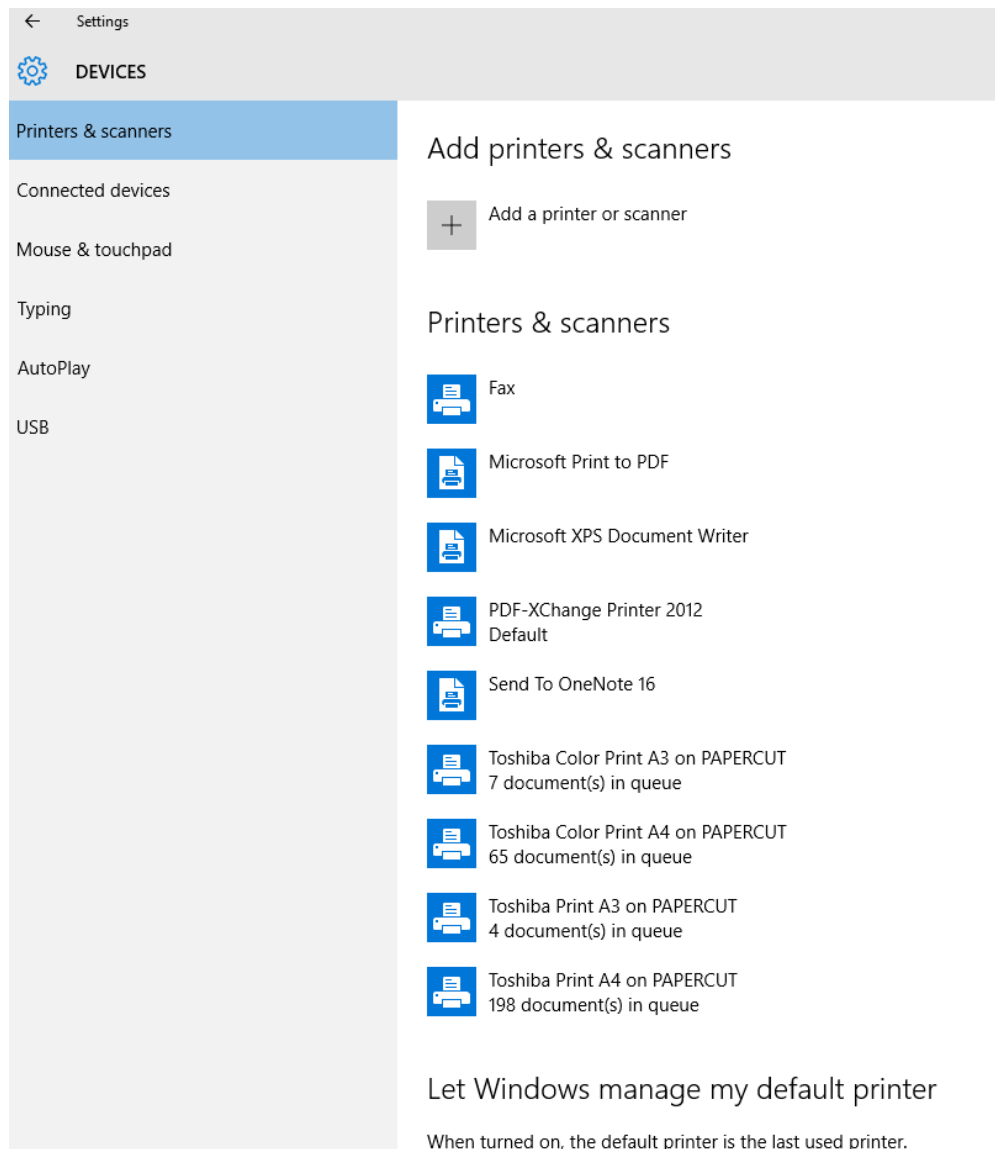 Settings
DEVICES
Printers & scanners
Connected devices
Mouse & touchpad
Typing
AutoPlay
USB
Add printers & scanners
Add a printer or scanner
Printers & scanners
Fax
Microsoft Print to PDF
Microsoft XPS Document Writer
PDF-XChange Printer 2012
Default
Send To OneNote 16
Toshiba Color Print A3 on PAPERCUT
7 document(s) in queue
Toshiba Color Print A4 on PAPERCUT
65 document(s) in queue
Toshiba Print A3 on PAPERCUT
4 document(s) in queue
Toshiba Print A4 on PAPERCUT
198 document(s) in queue
Let Windows manage my default printer
When turned on, the default printer is the last used printer.